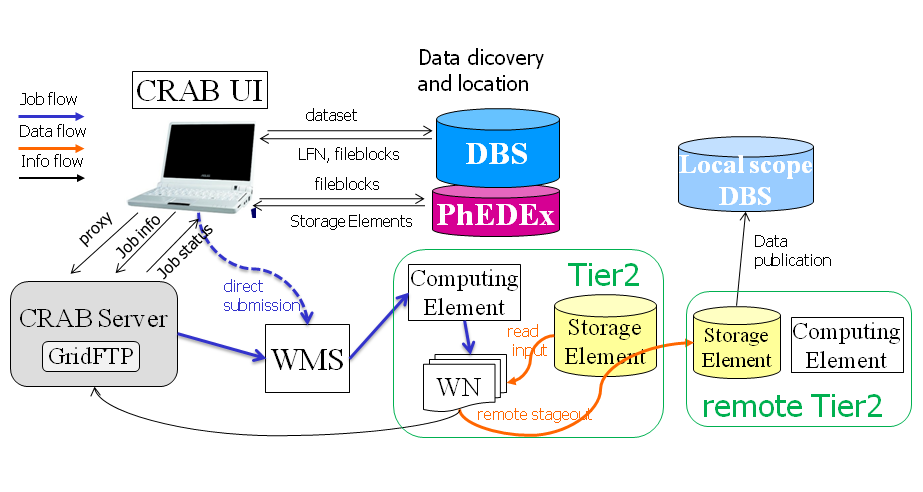 Data dicovery
and location
CRAB UI
Job flow
Data flow
Info flow
dataset
LFN, fileblocks
DBS
fileblocks
Storage Elements
PhEDEx
Local scope
DBS
proxy
Job info
Job status
direct
submission
Data
publication
CRAB Server
GridFTP
WMS
Computing
Element
Tier2
read
input
Storage
Element
WN
remote stageout
Storage
Element
Computing
Element
remote Tier2